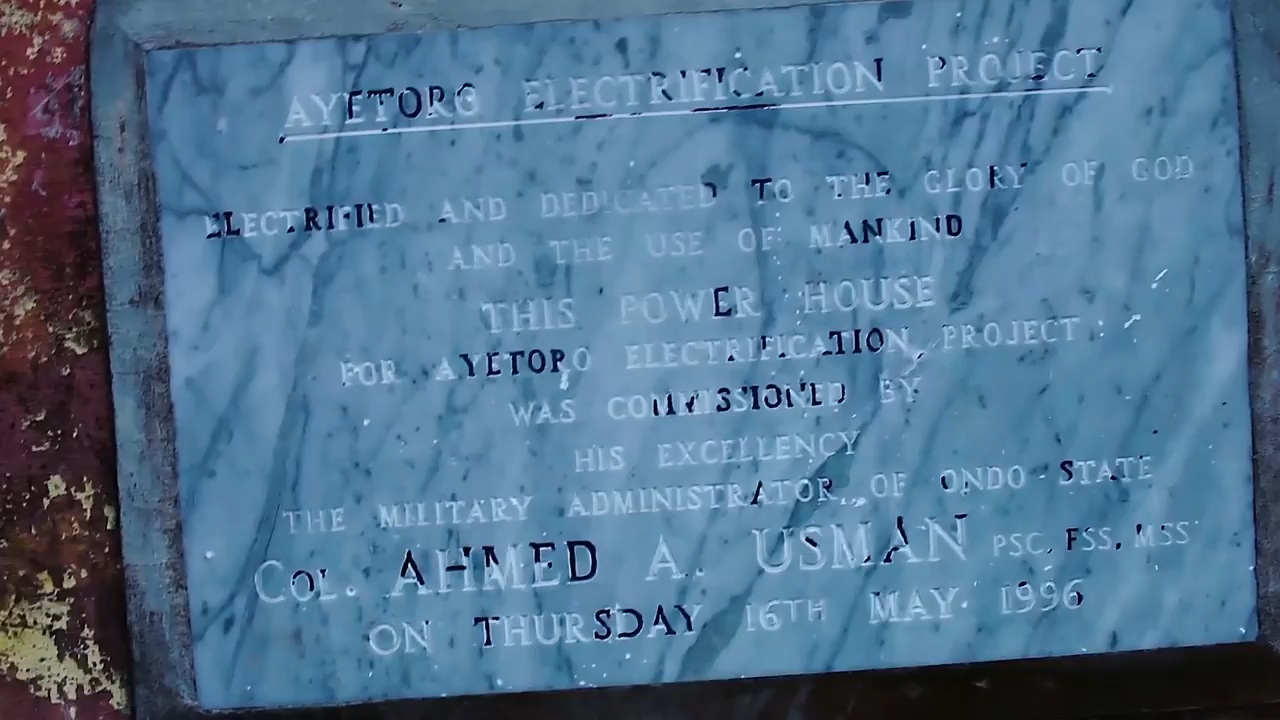 AYETORO ELECTRIFICATION PROJECT
ELECTRIFIED AND DEDICATED TO THE GLORY OF GOD
AND THE USE OF MANKIND
THIS POWER HOUSE
FOR AYETORO ELECTRIFICATION PROJECT
WAS COMMISSIONED BY
HIS EXCELLENCY
THE MILITARY ADMINISTRATOR, OF ONDO STATE
COL. AHMED A. USMAN PSC, FSS, MSS
ON THURSDAY 16TH MAY 1996